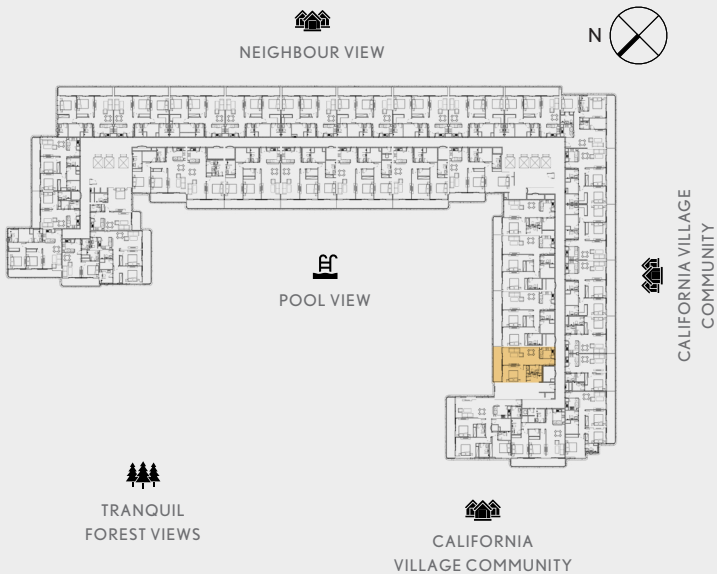 NEIGHBOUR VIEW
N
POOL VIEW
CALIFORNIA VILLAGE
COMMUNITY
TRANQUIL
FOREST VIEWS
CALIFORNIA
VILLAGE COMMUNITY